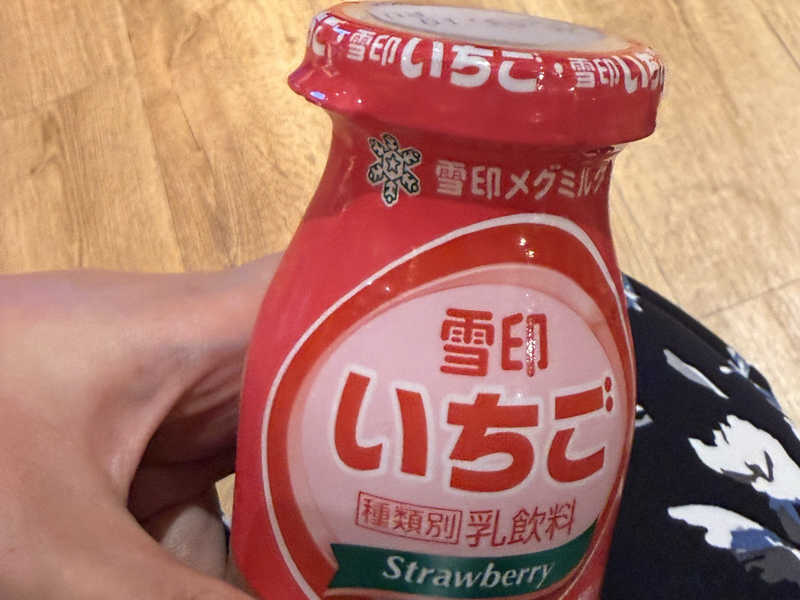 雪印いちご・雪印いち
雪印メグミルク
雪印
いちご
種類別 乳飲料
Strawberry